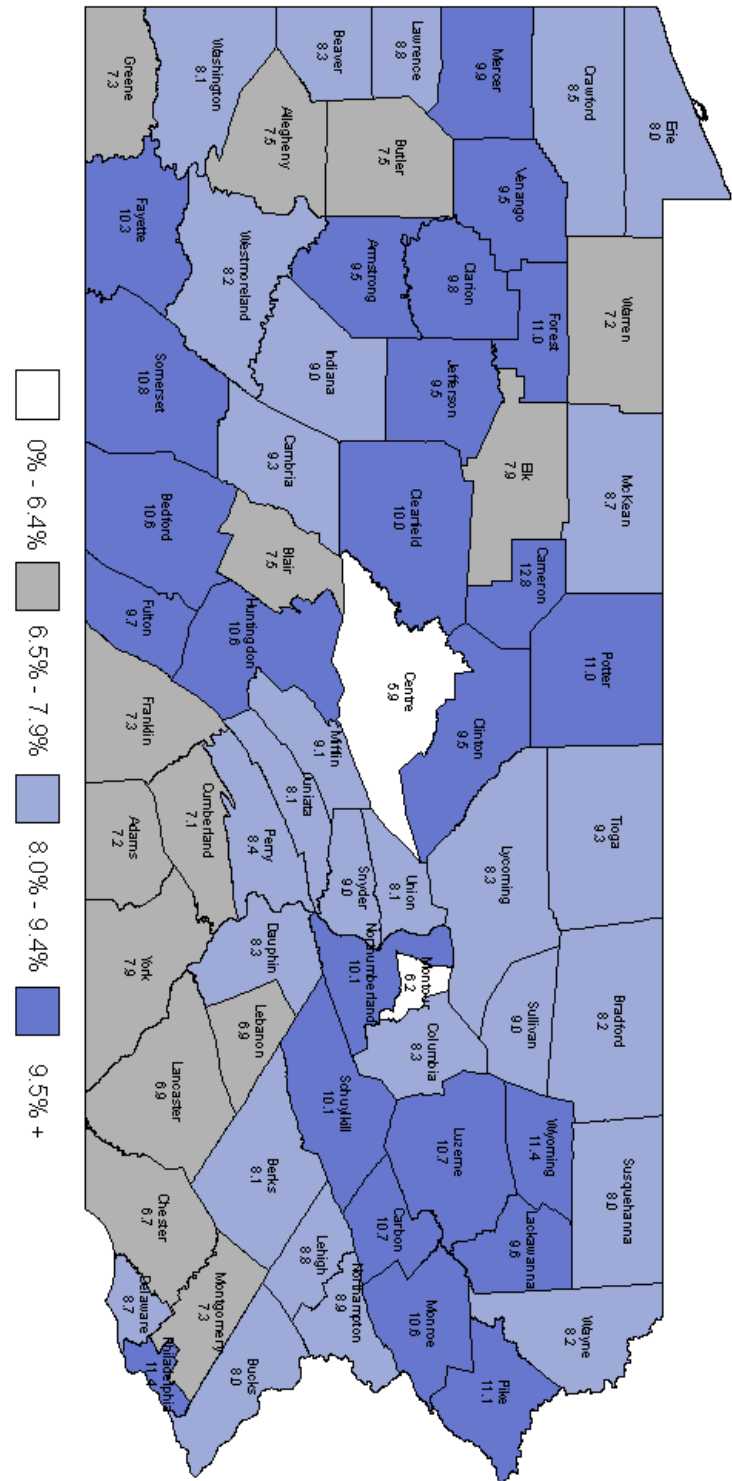 Erie
8.0
Crawford
8.5
Mercer
9.9
Lawrence
8.8
Beaver
8.3
Washington
8.1
Greene
7.3
Warren
7.2
Forest
11.0
Venango
9.5
Clarion
9.8
Butler
7.5
Armstrong
9.5
Allegheny
7.5
Westmoreland
8.2
Fayette
10.3
McKean
8.7
Elk
7.9
Jefferson
9.5
Indiana
9.0
Cambria
9.3
Somerset
10.8
Potter
11.0
Cameron
12.8
Clearfield
10.0
Blair
7.5
Bedford
10.6
Clinton
9.5
Centre
5.9
Huntingdon
10.6
Fulton
9.7
Franklin
7.3
Tioga
9.3
Lycoming
8.3
Union
8.1
Snyder
9.0
Mifflin
9.1
Juniata
8.1
Perry
8.4
Cumberland
7.1
Adams
7.2
Bradford
8.2
Sullivan
9.0
Montour
6.2
Columbia
8.3
Northumberland
10.1
Dauphin
8.3
Lebanon
6.9
York
7.9
Lancaster
6.9
Susquehanna
8.0
Wyoming
11.4
Lackawanna
9.6
Luzerne
10.7
Schuylkill
10.1
Carbon
10.7
Berks
8.1
Lehigh
8.8
Northampton
8.9
Chester
6.7
Montgomery
7.3
Delaware
8.7
Philadelphia
11.4
Bucks
8.0
Wayne
8.2
Pike
11.1
Monroe
10.6
0% - 6.4%
6.5% - 7.9%
8.0% - 9.4%
9.5% +